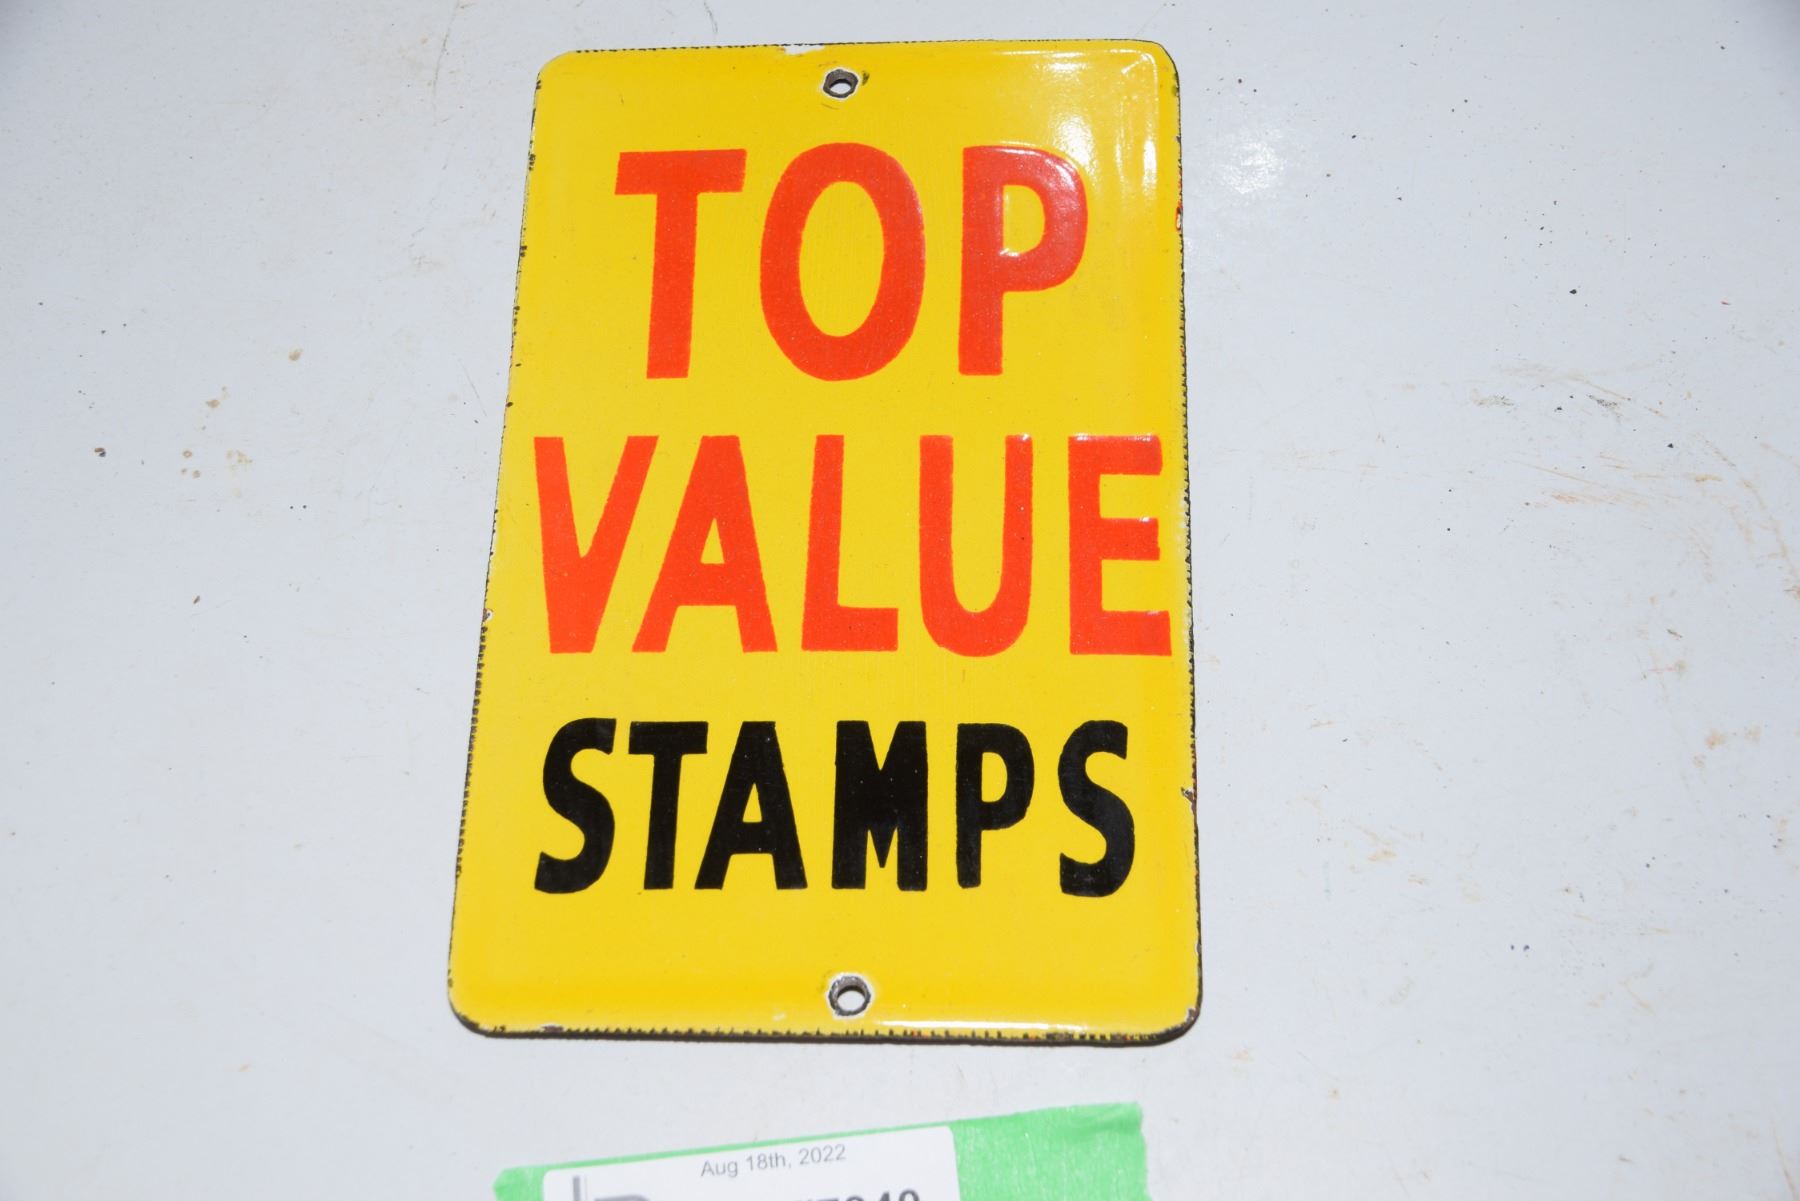 TOP
VALUE
STAMPS
Aug 18th, 2022